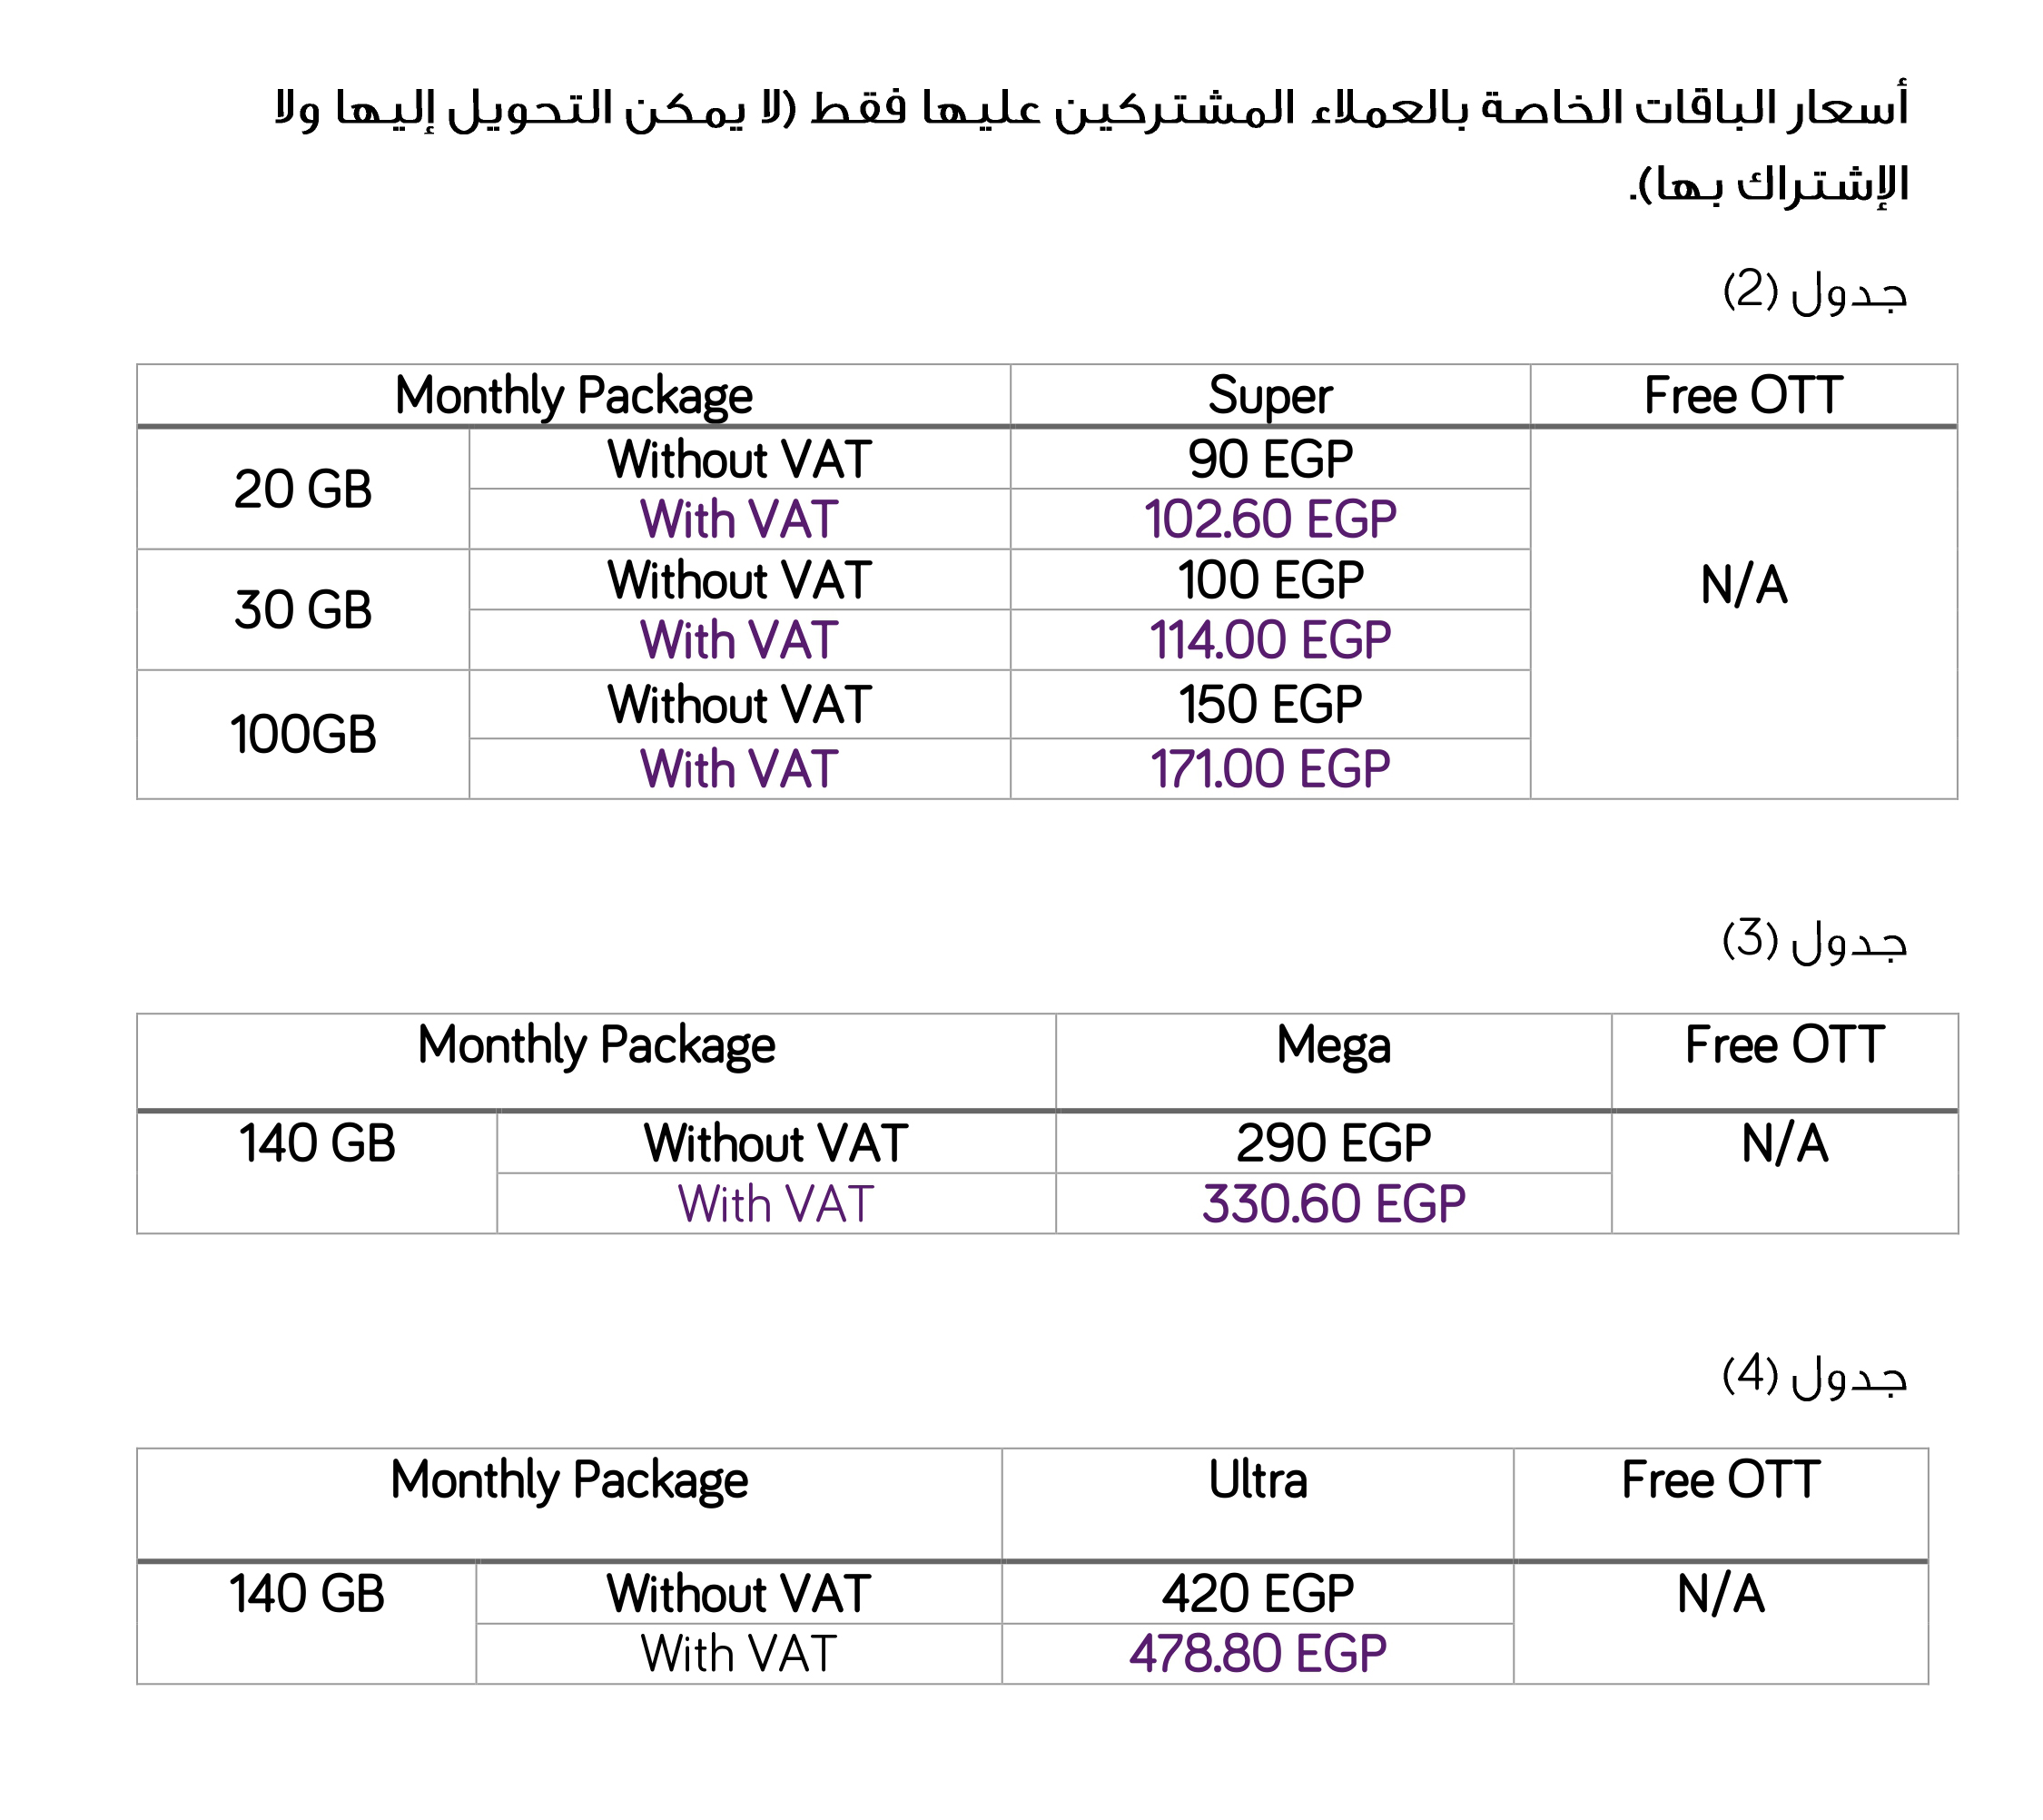 أسعار الباقات الخاصة بالعملاء المشتركين عليها فقط (لا يمكن التحويل إليها ولا
الإشتراك بها).
جدول (2)
Monthly Package Super Free OTT
20 GB Without VAT 90 EGP N/A
With VAT 102.60 EGP
30 GB Without VAT 100 EGP
With VAT 114.00 EGP
100GB Without VAT 150 EGP
With VAT 171.00 EGP
جدول (3)
Monthly Package Mega Free OTT
140 GB Without VAT 290 EGP N/A
With VAT 330.60 EGP
جدول (4)
Monthly Package Ultra Free OTT
140 GB Without VAT 420 EGP N/A
With VAT 478.80 EGP